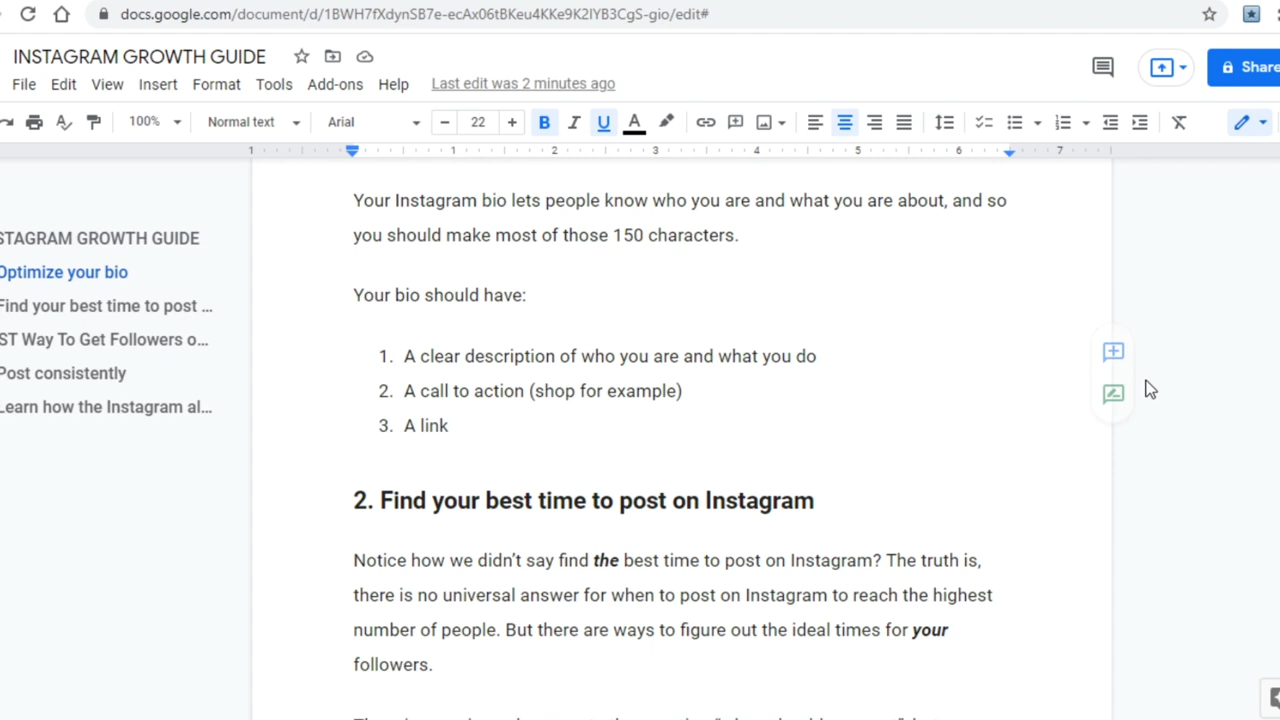 docs.google.com/document/d/1BWH7fXdynSB7e-ecAx06tBKeu4KKe9K2IYB3CgS-gio/edit#
INSTAGRAM GROWTH GUIDE
File Edit View Insert Format Tools Add-ons Help Last edit was 2 minutes ago
Share
100% Normal text Arial 22 B I U A
1 1 2 3 4 5 6 7
STAGRAM GROWTH GUIDE
Optimize your bio
Find your best time to post ...
ST Way To Get Followers o...
Post consistently
Learn how the Instagram al...
Your Instagram bio lets people know who you are and what you are about, and so
you should make most of those 150 characters.
Your bio should have:
1. A clear description of who you are and what you do
2. A call to action (shop for example)
3. A link
2. Find your best time to post on Instagram
Notice how we didn’t say find the best time to post on Instagram? The truth is,
there is no universal answer for when to post on Instagram to reach the highest
number of people. But there are ways to figure out the ideal times for your
followers.